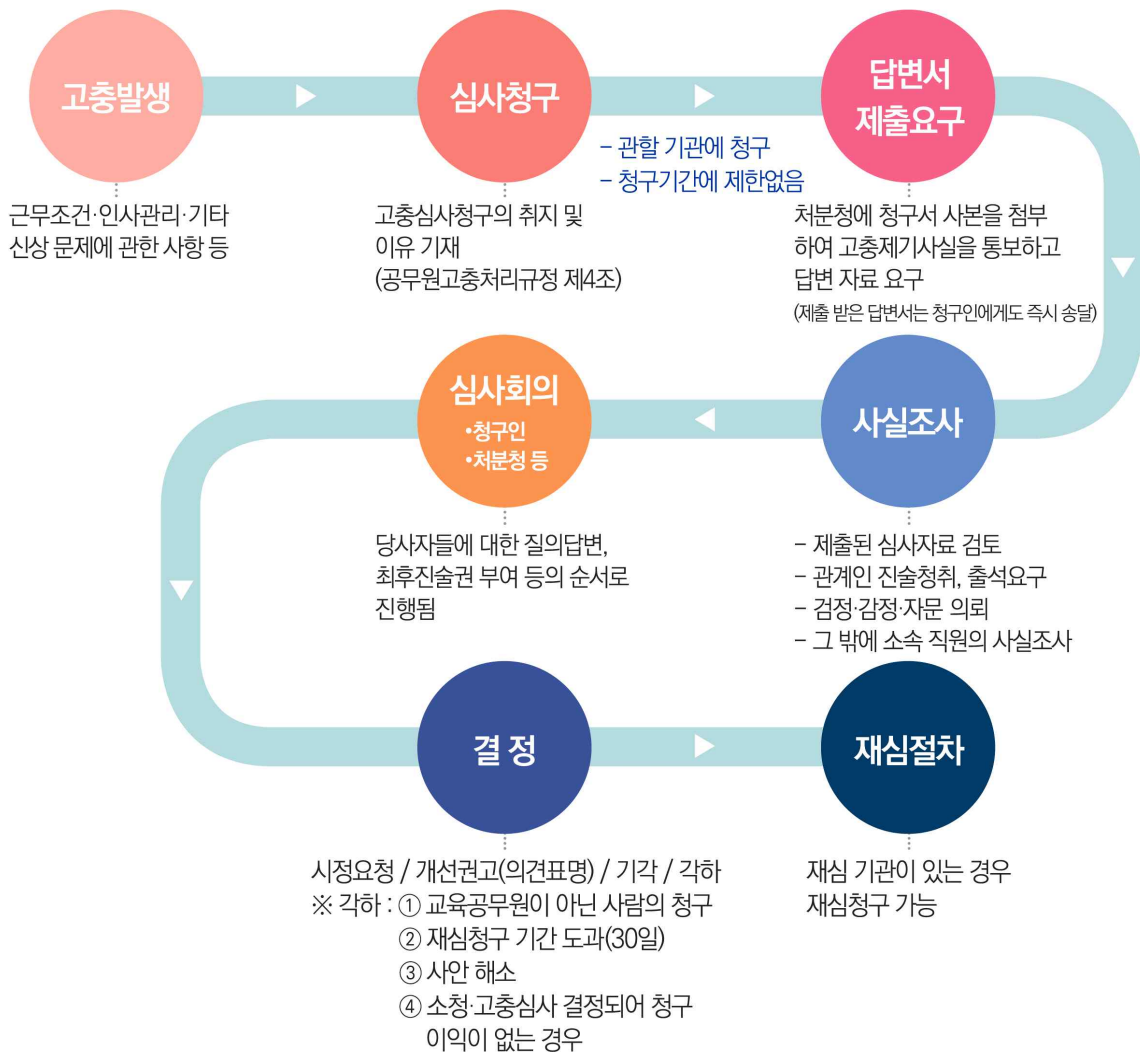 고충발생
근무조건·인사관리·기타
신상 문제에 관한 사항 등
심사청구
– 관할 기관에 청구
– 청구기간에 제한없음
고충심사청구의 취지 및
이유 기재
(공무원고충처리규정 제4조)
답변서
제출요구
처분청에 청구서 사본을 첨부
하여 고충제기사실을 통보하고
답변 자료 요구
(제출 받은 답변서는 청구인에게도 즉시 송달)
사실조사
– 제출된 심사자료 검토
– 관계인 진술청취, 출석요구
– 검정·감정·자문 의뢰
– 그 밖에 소속 직원의 사실조사
심사회의
•청구인
•처분청 등
당사자들에 대한 질의답변,
최후진술권 부여 등의 순서로
진행됨
결 정
시정요청 / 개선권고(의견표명) / 기각 / 각하
※ 각하 : ① 교육공무원이 아닌 사람의 청구
② 재심청구 기간 도과(30일)
③ 사안 해소
④ 소청·고충심사 결정되어 청구
이익이 없는 경우
재심절차
재심 기관이 있는 경우
재심청구 가능